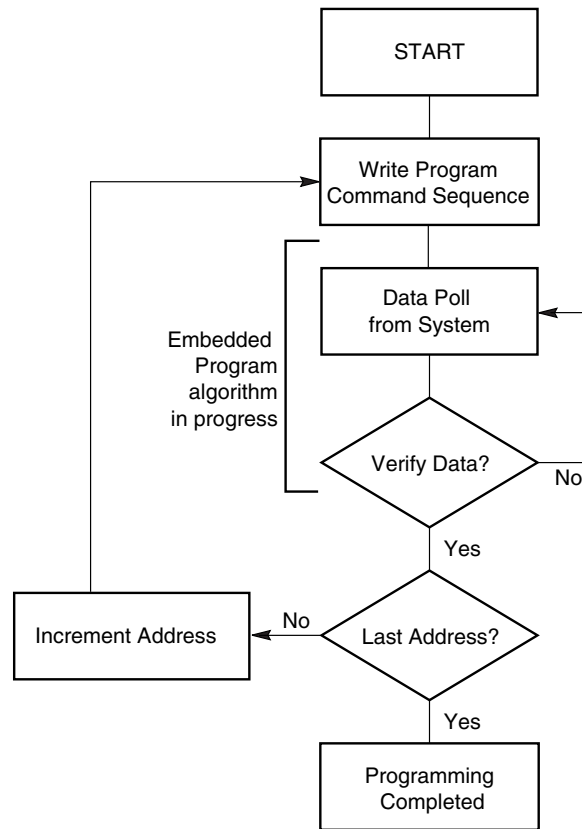 START
Write Program
Command Sequence
Data Poll
from System
Embedded
Program
algorithm
in progress
Verify Data?
No
Yes
Increment Address
No
Last Address?
Yes
Programming
Completed